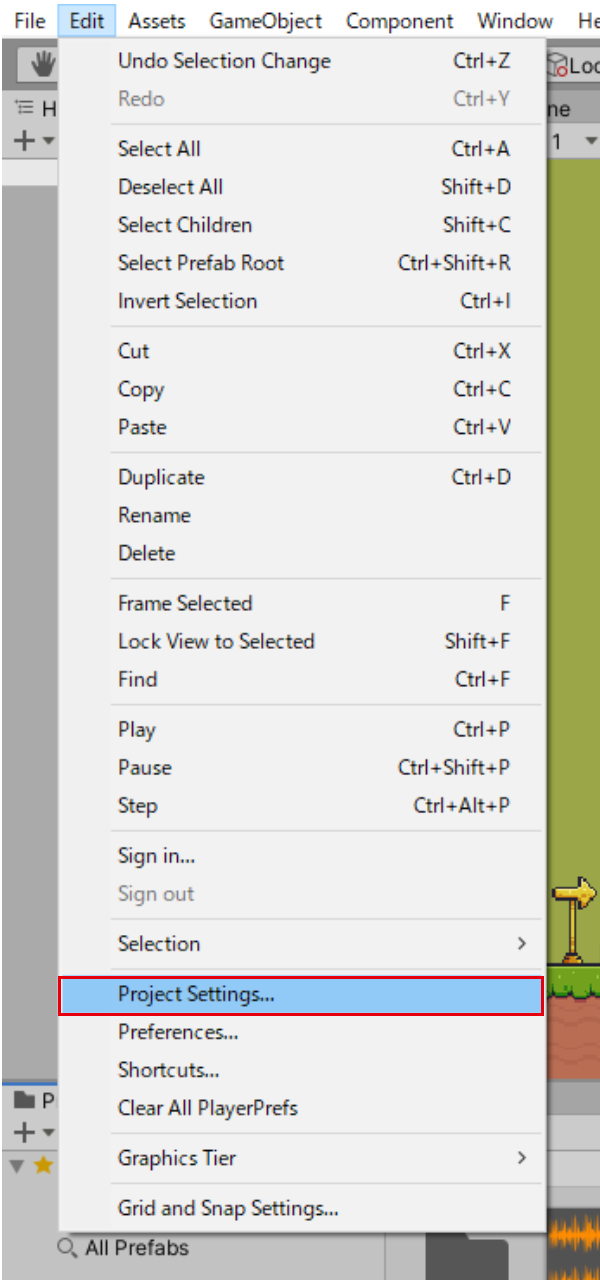 File Edit Assets GameObject Component Window He
Loc
H
ne
1
Undo Selection Change Ctrl+Z
Redo Ctrl+Y
Select All Ctrl+A
Deselect All Shift+D
Select Children Shift+C
Select Prefab Root Ctrl+Shift+R
Invert Selection Ctrl+I
Cut Ctrl+X
Copy Ctrl+C
Paste Ctrl+V
Duplicate Ctrl+D
Rename
Delete
Frame Selected F
Lock View to Selected Shift+F
Find Ctrl+F
Play Ctrl+P
Pause Ctrl+Shift+P
Step Ctrl+Alt+P
Sign in...
Sign out
Selection
Project Settings...
Preferences...
Shortcuts...
Clear All PlayerPrefs
P
Graphics Tier
Grid and Snap Settings...
All Prefabs